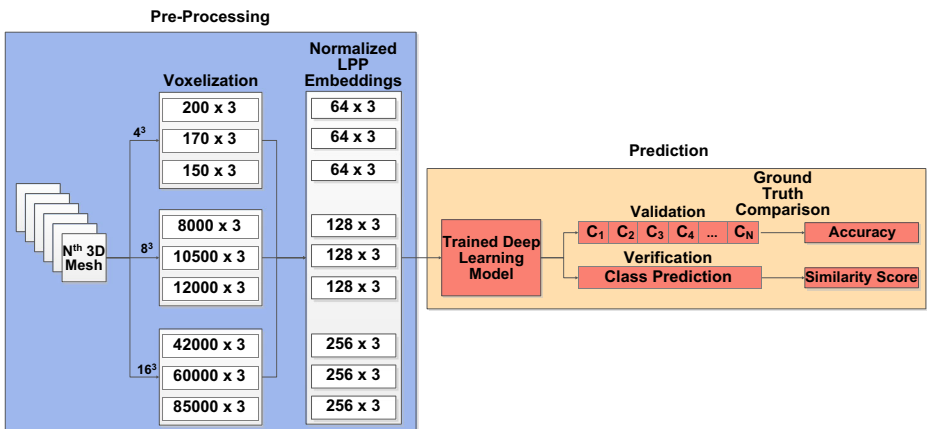 Pre-Processing
Normalized
LPP
Embeddings
Voxelization
200 x 3
170 x 3
150 x 3
4³
64 x 3
64 x 3
64 x 3
Nᵗʰ 3D
Mesh
8³
8000 x 3
10500 x 3
12000 x 3
128 x 3
128 x 3
128 x 3
16³
42000 x 3
60000 x 3
85000 x 3
256 x 3
256 x 3
256 x 3
Prediction
Trained Deep
Learning
Model
Validation
C₁ C₂ C₃ C₄ ... C_N
Ground
Truth
Comparison
Accuracy
Verification
Class Prediction
Similarity Score